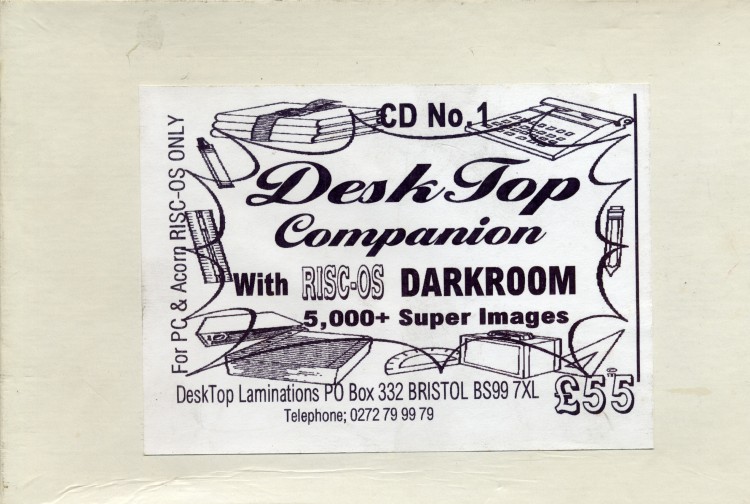 CD No.1
For PC & Acorn RISC-OS ONLY
DeskTop
Companion
With RISC-OS DARKROOM
5,000+ Super Images
DeskTop Laminations PO Box 332 BRISTOL BS99 7XL
Telephone; 0272 79 99 79
£55